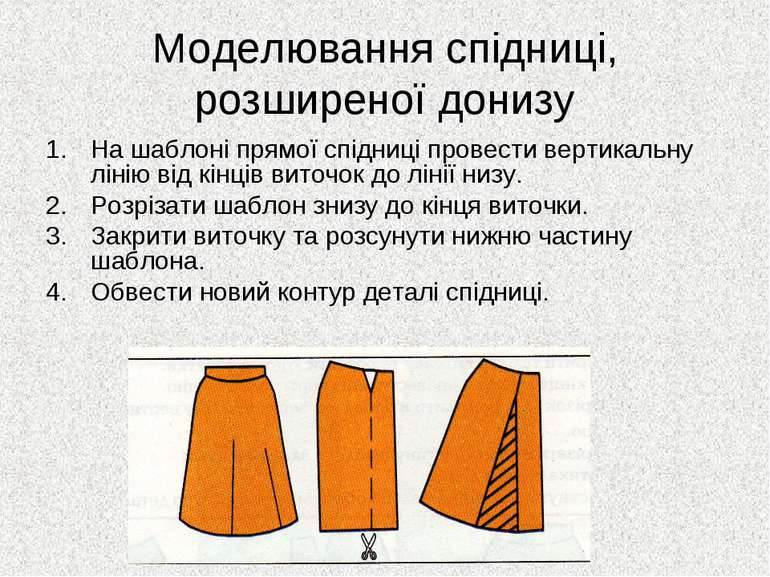 Моделювання спідниці,
розширеної донизу
1. На шаблоні прямої спідниці провести вертикальну
лінію від кінців виточок до лінії низу.
2. Розрізати шаблон знизу до кінця виточки.
3. Закрити виточку та розсунути нижню частину
шаблона.
4. Обвести новий контур деталі спідниці.